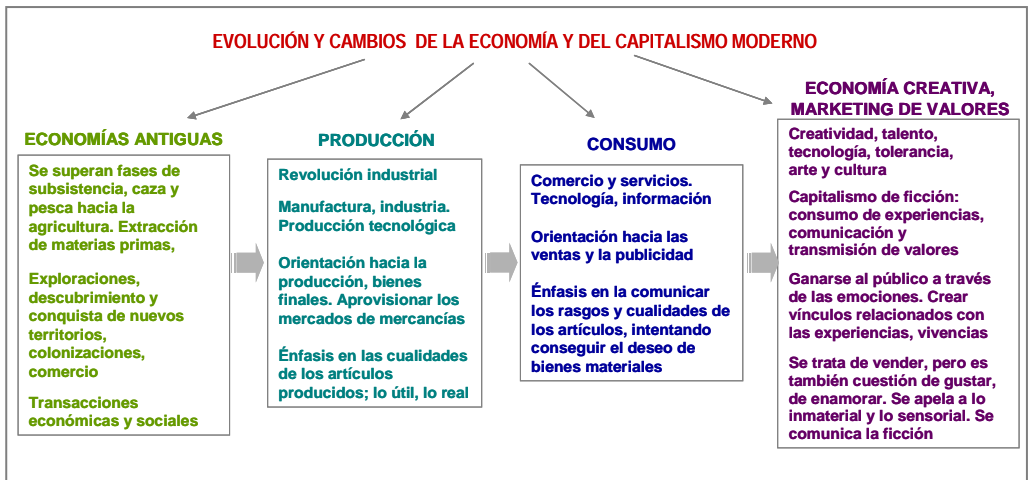 EVOLUCIÓN Y CAMBIOS DE LA ECONOMÍA Y DEL CAPITALISMO MODERNO
ECONOMÍAS ANTIGUAS
Se superan fases de
subsistencia, caza y
pesca hacia la
agricultura. Extracción
de materias primas,
Exploraciones,
descubrimiento y
conquista de nuevos
territorios,
colonizaciones,
comercio
Transacciones
económicas y sociales
PRODUCCIÓN
Revolución industrial
Manufactura, industria.
Producción tecnológica
Orientación hacia la
producción, bienes
finales. Aprovisionar los
mercados de mercancías
Énfasis en las cualidades
de los artículos
producidos; lo útil, lo real
CONSUMO
Comercio y servicios.
Tecnología, información
Orientación hacia las
ventas y la publicidad
Énfasis en la comunicar
los rasgos y cualidades de
los artículos, intentando
conseguir el deseo de
bienes materiales
ECONOMÍA CREATIVA,
MARKETING DE VALORES
Creatividad, talento,
tecnología, tolerancia,
arte y cultura
Capitalismo de ficción:
consumo de experiencias,
comunicación y
transmisión de valores
Ganarse al público a través
de las emociones. Crear
vínculos relacionados con
las experiencias, vivencias
Se trata de vender, pero es
también cuestión de gustar,
de enamorar. Se apela a lo
inmaterial y lo sensorial. Se
comunica la ficción